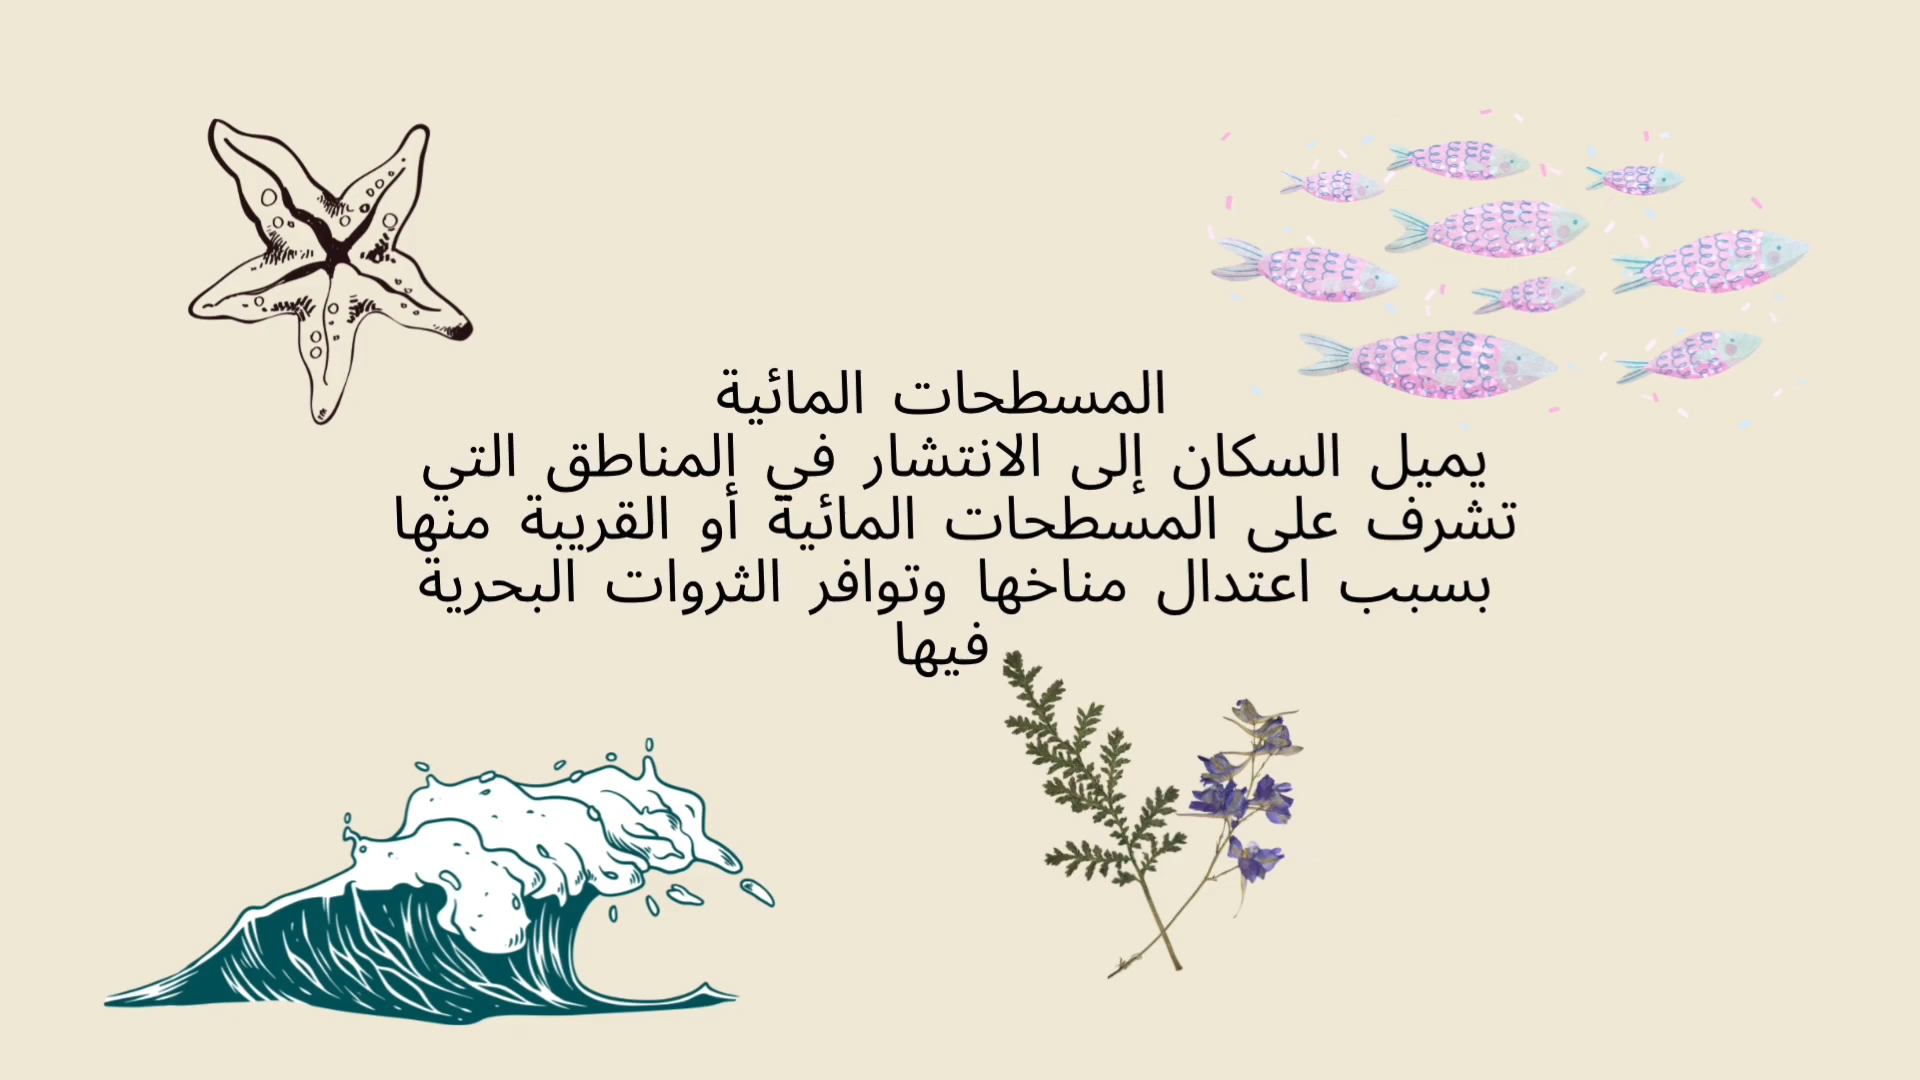 المسطحات المائية
يميل السكان إلى الانتشار في المناطق التي
تشرف على المسطحات المائية أو القريبة منها
بسبب اعتدال مناخها وتوافر الثروات البحرية
فيها